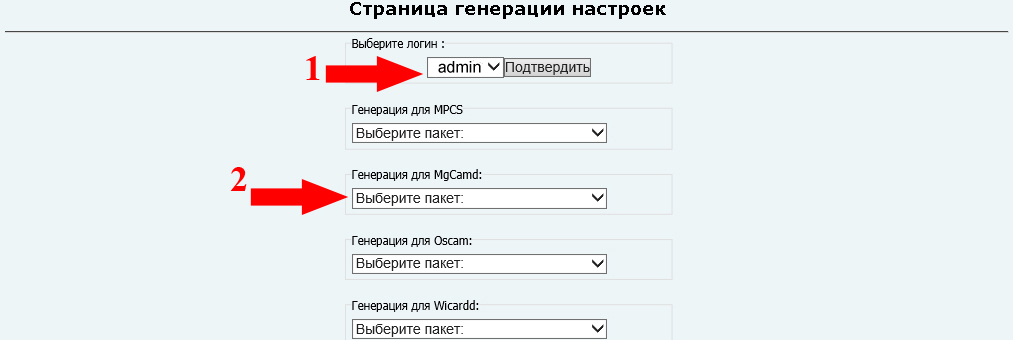 Страница генерации настроек
Выберите логин :
1 admin Подтвердить
Генерация для MPCS
Выберите пакет:
Генерация для MgCamd:
2 Выберите пакет:
Генерация для Oscam:
Выберите пакет:
Генерация для Wicardd:
Выберите пакет: